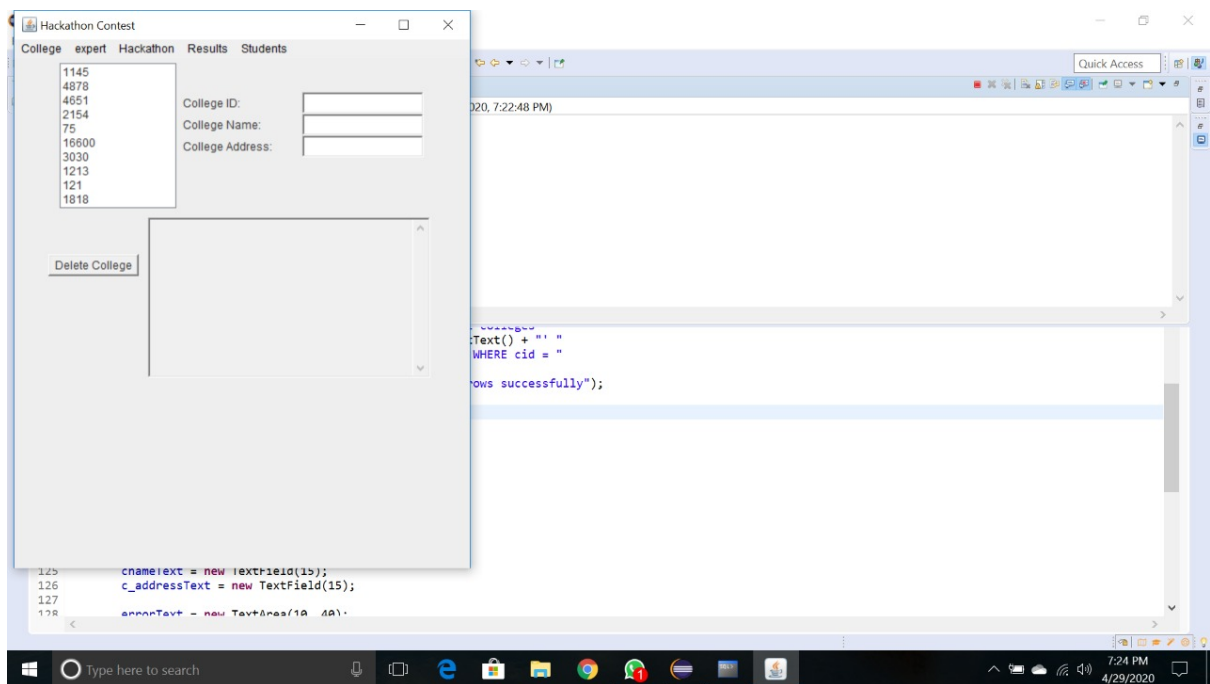 Hackathon Contest
College expert Hackathon Results Students
1145
4878
4651
2154
75
16600
3030
1213
121
1818
College ID:
College Name:
College Address:
Delete College
Quick Access
020, 7:22:48 PM)
colleges
tText() + "' "
WHERE cid = "
rows successfully");
125 cnameText = new TextField(15);
126 c_addressText = new TextField(15);
127
128 errorText = new TextArea(10, 40);
Type here to search
7:24 PM
4/29/2020